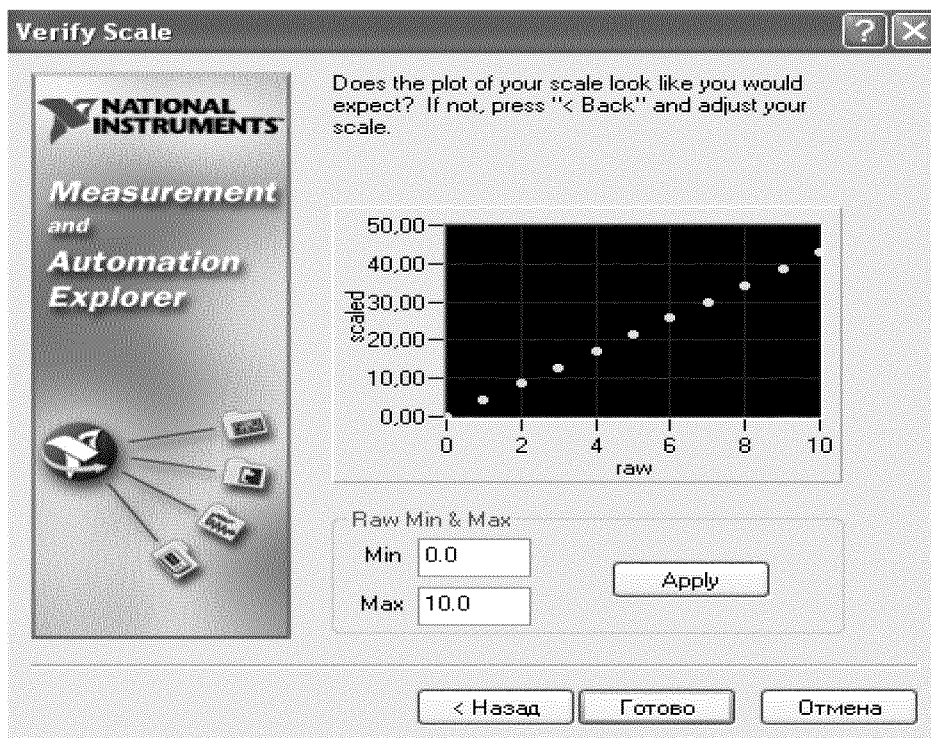 Verify Scale
NATIONAL
INSTRUMENTS
Measurement
and
Automation
Explorer
Does the plot of your scale look like you would
expect? If not, press "< Back" and adjust your
scale.
50,00
40,00
30,00
20,00
10,00
0,00
scaled
0 2 4 6 8 10
raw
Raw Min & Max
Min 0.0
Max 10.0
Apply
< Назад Готово Отмена